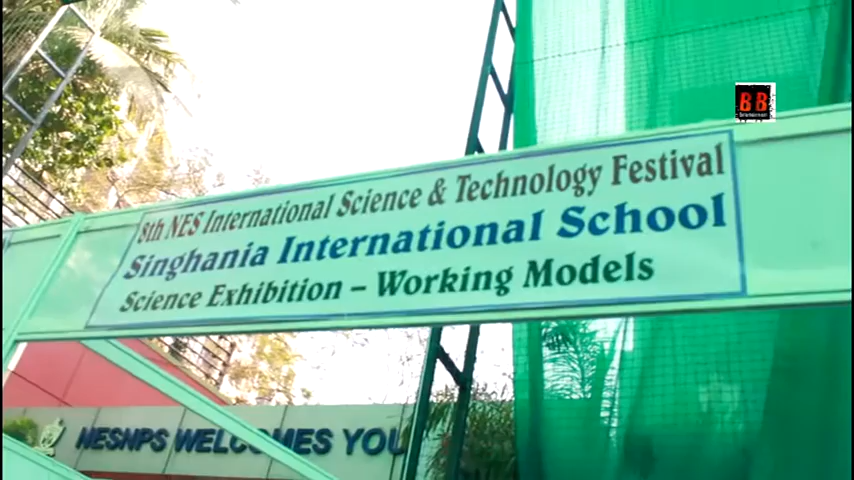 BB
8th NES International Science & Technology Festival
Singhania International School,
Science Exhibition – Working Models
NESNPS WELCOMES YOU